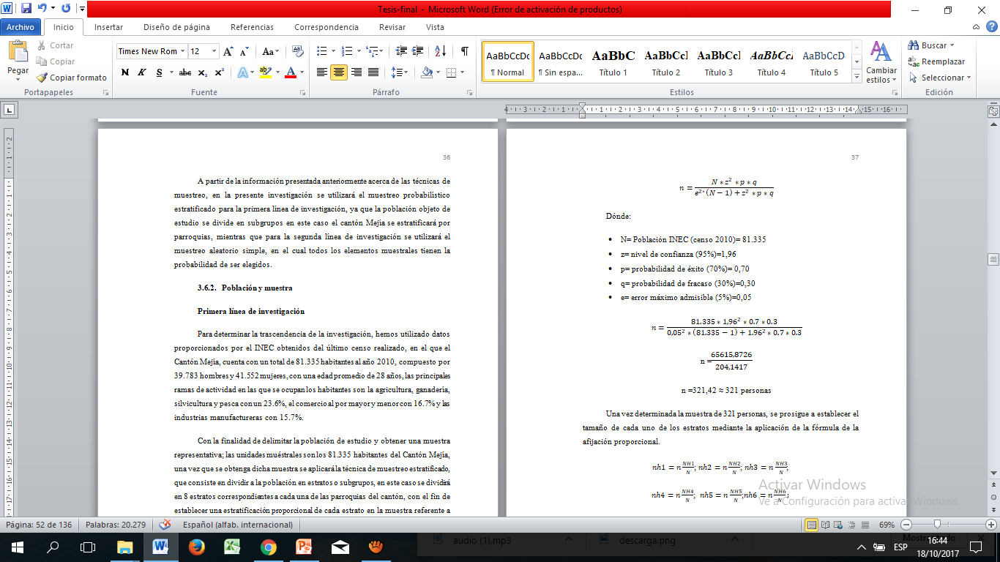 Tesis-final - Microsoft Word (Error de activación de productos)
Archivo Inicio Insertar Diseño de página Referencias Correspondencia Revisar Vista
Pegar
Cortar
Copiar
Copiar formato
Portapapeles
Times New Rom 12
N K S abc x₂ x²
Fuente
Párrafo
AaBbCcDc AaBbCcDc AaBbC AaBbCcI AaBbCcI AaBbCcI AaBbCcD
¶ Normal ¶ Sin espa... Título 1 Título 2 Título 3 Título 4 Título 5
Cambiar estilos
Estilos
Buscar
Reemplazar
Seleccionar
Edición
36
A partir de la información presentada anteriormente acerca de las técnicas de
muestreo, en la presente investigación se utilizará el muestreo probabilístico
estratificado para la primera línea de investigación, ya que la población objeto de
estudio se divide en subgrupos en este caso el cantón Mejía se estratificará por
parroquias, mientras que para la segunda línea de investigación se utilizará el
muestreo aleatorio simple, en el cual todos los elementos muestrales tienen la
probabilidad de ser elegidos.
3.6.2. Población y muestra
Primera línea de investigación
Para determinar la trascendencia de la investigación, hemos utilizado datos
proporcionados por el INEC obtenidos del último censo realizado, en el que el
Cantón Mejía, cuenta con un total de 81.335 habitantes al año 2010, compuesto por
39.783 hombres y 41.552 mujeres, con una edad promedio de 28 años, las principales
ramas de actividad en las que se ocupan los habitantes son la agricultura, ganadería,
silvicultura y pesca con un 23.6%, el comercio al por mayor y menor con 16.7% y las
industrias manufactureras con 15.7%.
Con la finalidad de delimitar la población de estudio y obtener una muestra
representativa; las unidades muéstrales son los 81.335 habitantes del Cantón Mejía,
una vez que se obtenga dicha muestra se aplicará la técnica de muestreo estratificado,
que consiste en dividir a la población en estratos o subgrupos, en este caso se dividirá
en 8 estratos correspondientes a cada una de las parroquias del cantón, con el fin de
establecer una estratificación proporcional de cada estrato en la muestra referente a
37
n = N ∗ z² ∗ p ∗ q / e²*(N − 1) + z² ∗ p ∗ q
Dónde:
• N= Población INEC (censo 2010)= 81.335
• z= nivel de confianza (95%)=1,96
• p= probabilidad de éxito (70%)= 0,70
• q= probabilidad de fracaso (30%)=0,30
• e= error máximo admisible (5%)=0,05
n = 81.335 ∗ 1,96² ∗ 0.7 ∗ 0.3 / 0,05² ∗ (81.335 − 1) + 1.96² ∗ 0.7 ∗ 0.3
n = 65615,8726 / 204,1417
n =321,42 ≈ 321 personas
Una vez determinada la muestra de 321 personas, se prosigue a establecer el
tamaño de cada uno de los estratos mediante la aplicación de la fórmula de la
afijación proporcional.
nh1 = n NH1/N; nh2 = n NH2/N; nh3 = n NH3/N;
nh4 = n NH4/N; nh5 = n NH5/N; nh6 = n NH6/N;
Activar Windows
Ve a Configuración para activar Windows.
Página: 52 de 136 Palabras: 20.279 Español (alfab. internacional) 69%
audio (1).mp3 descarga.png
ESP 16:44
18/10/2017